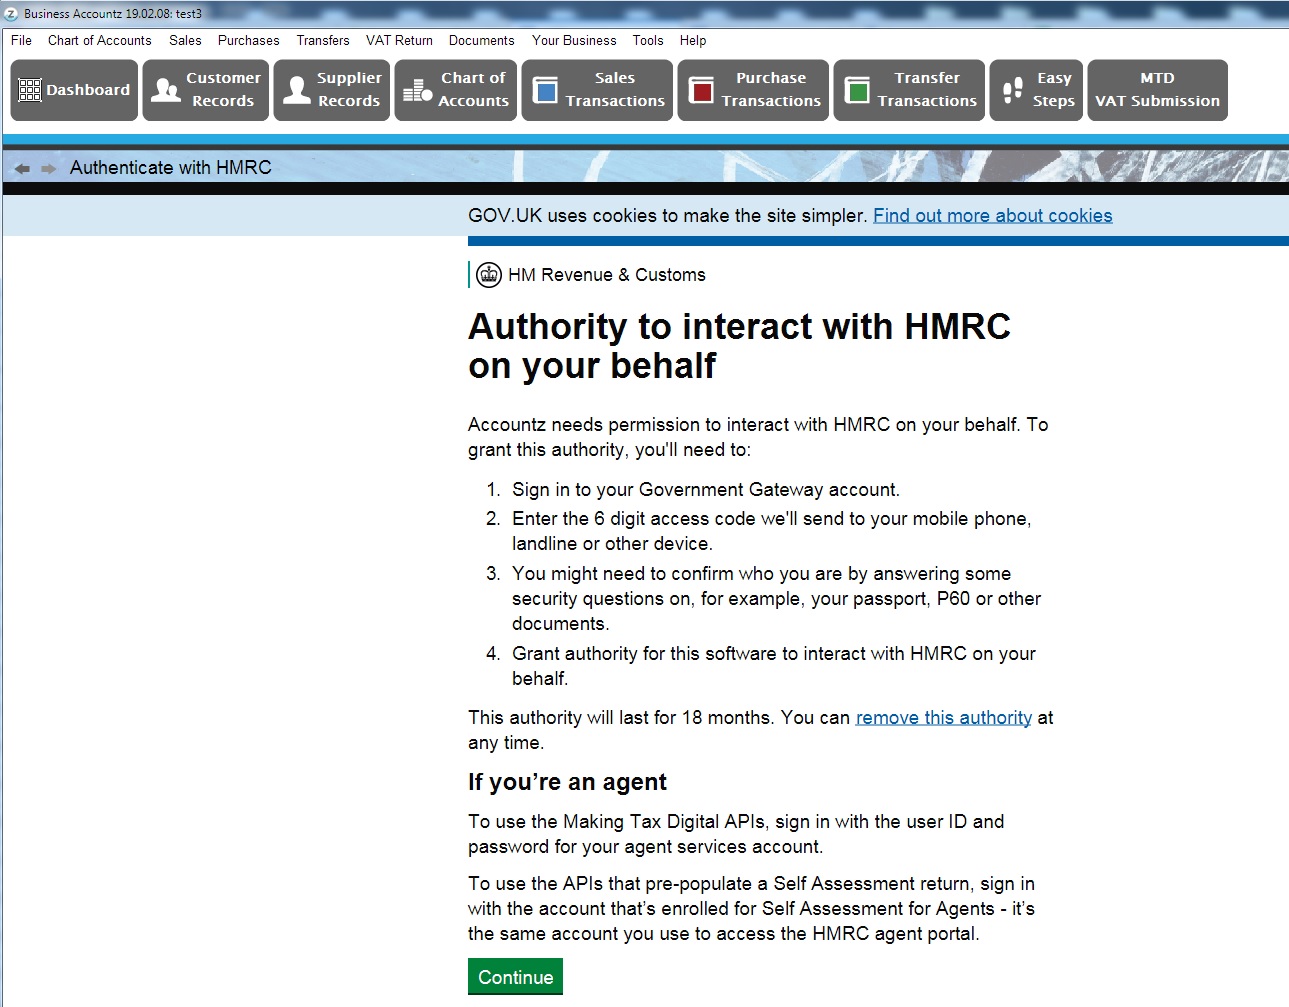 Business Accountz 19.02.08: test3
File Chart of Accounts Sales Purchases Transfers VAT Return Documents Your Business Tools Help
Dashboard
Customer
Records
Supplier
Records
Chart of
Accounts
Sales
Transactions
Purchase
Transactions
Transfer
Transactions
Easy
Steps
MTD
VAT Submission
Authenticate with HMRC
GOV.UK uses cookies to make the site simpler. Find out more about cookies
HM Revenue & Customs
Authority to interact with HMRC
on your behalf
Accountz needs permission to interact with HMRC on your behalf. To
grant this authority, you'll need to:
1. Sign in to your Government Gateway account.
2. Enter the 6 digit access code we'll send to your mobile phone,
landline or other device.
3. You might need to confirm who you are by answering some
security questions on, for example, your passport, P60 or other
documents.
4. Grant authority for this software to interact with HMRC on your
behalf.
This authority will last for 18 months. You can remove this authority at
any time.
If you’re an agent
To use the Making Tax Digital APIs, sign in with the user ID and
password for your agent services account.
To use the APIs that pre-populate a Self Assessment return, sign in
with the account that’s enrolled for Self Assessment for Agents - it’s
the same account you use to access the HMRC agent portal.
Continue